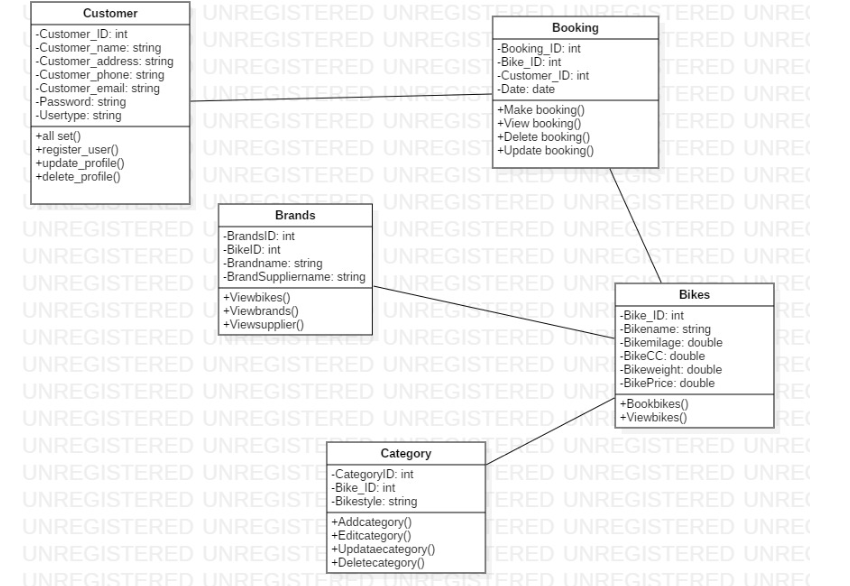 Customer
-Customer_ID: int
-Customer_name: string
-Customer_address: string
-Customer_phone: string
-Customer_email: string
-Password: string
-Usertype: string
+all set()
+register_user()
+update_profile()
+delete_profile()
Booking
-Booking_ID: int
-Bike_ID: int
-Customer_ID: int
-Date: date
+Make booking()
+View booking()
+Delete booking()
+Update booking()
Brands
-BrandsID: int
-BikeID: int
-Brandname: string
-BrandSuppliername: string
+Viewbikes()
+Viewbrands()
+Viewsupplier()
Bikes
-Bike_ID: int
-Bikename: string
-Bikemilage: double
-BikeCC: double
-Bikeweight: double
-BikePrice: double
+Bookbikes()
+Viewbikes()
Category
-CategoryID: int
-Bike_ID: int
-Bikestyle: string
+Addcategory()
+Editcategory()
+Updataecategory()
+Deletecategory()
UNREGISTERED